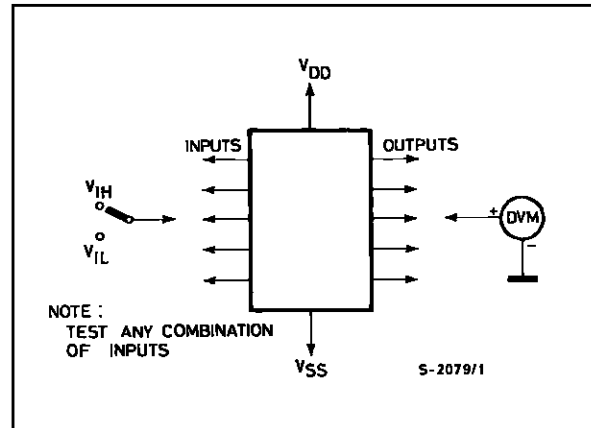 VDD
INPUTS
OUTPUTS
VIH
VIL
+
DVM
-
NOTE :
TEST ANY COMBINATION
OF INPUTS
VSS
S-2079/1